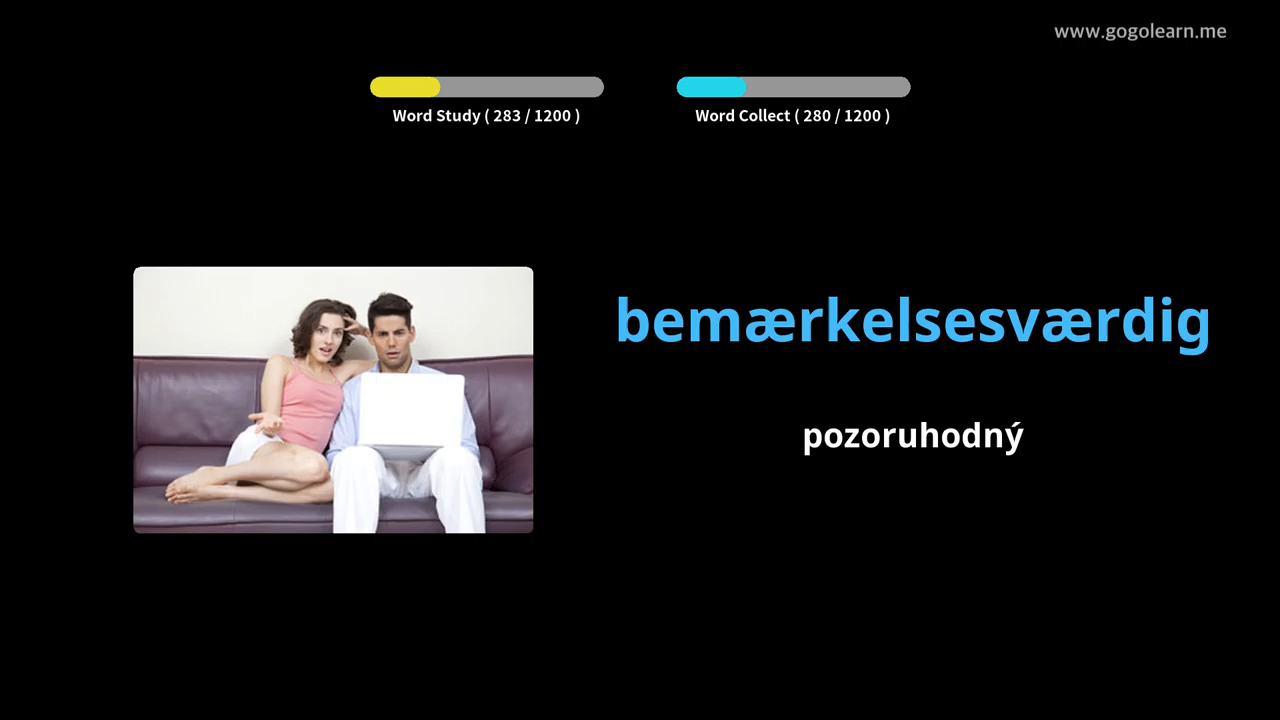 www.gogolearn.me
Word Study ( 283 / 1200 )
Word Collect ( 280 / 1200 )
bemærkelsesværdig
pozoruhodný